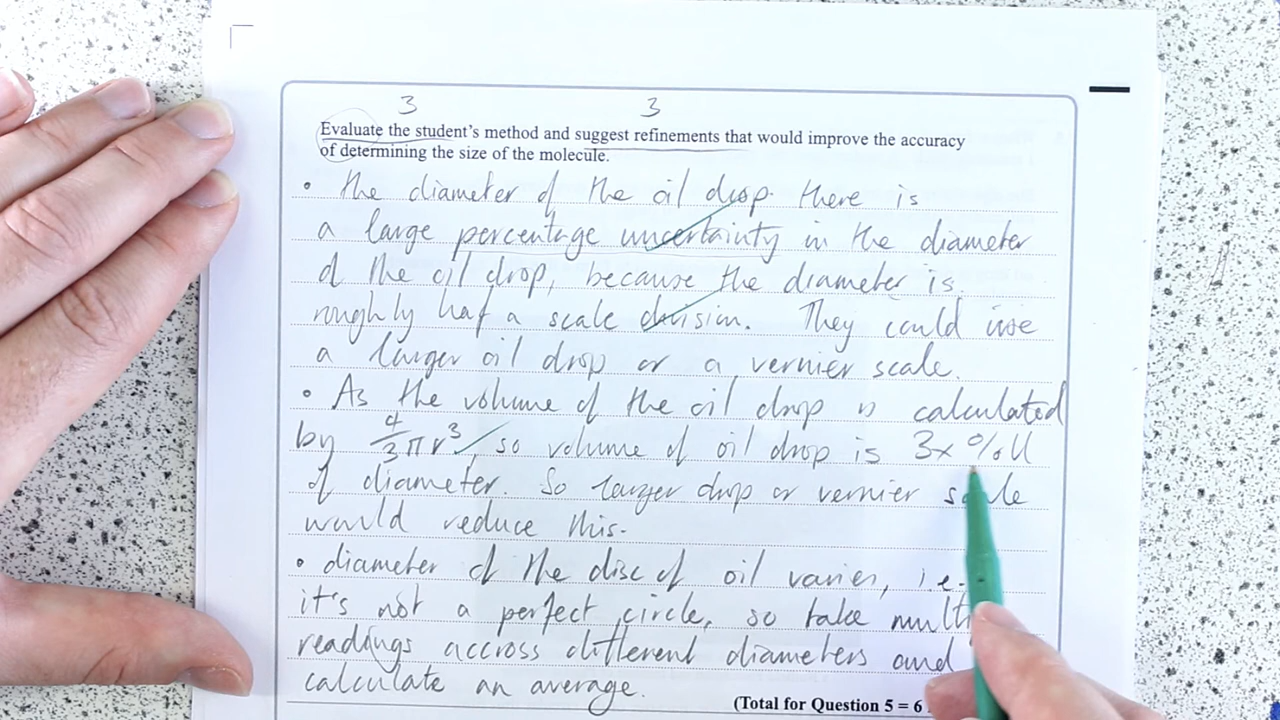 3 3
Evaluate the student's method and suggest refinements that would improve the accuracy
of determining the size of the molecule.
• the diameter of the oil drop. there is
a large percentage uncertainty in the diameter
of the oil drop, because the diameter is
roughly half a scale division. They could use
a larger oil drop or a vernier scale.
• As the volume of the oil drop is calculated
by 4/3 πr³, so volume of oil drop is 3x %U
of diameter. So larger drop or vernier scale
would reduce this.
• diameter of the disc of oil varies, i.e.
it's not a perfect circle, so take
readings accross different diameters and
calculate an average.
(Total for Question 5 = 6